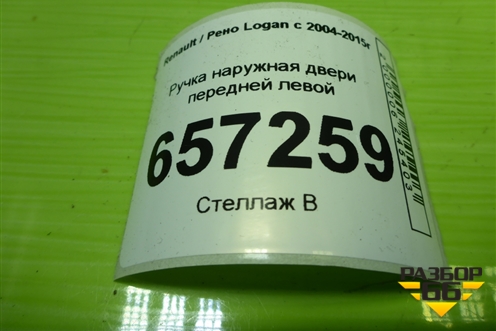 Renault / Рено Logan с 2004-2015г
Ручка наружная двери
передней левой
657259
Стеллаж В
РАЗБОР
66